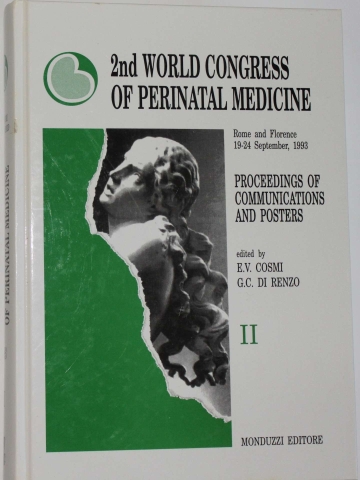 2nd WORLD CONGRESS
OF PERINATAL MEDICINE
Rome and Florence
19-24 September, 1993
PROCEEDINGS OF
COMMUNICATIONS
AND POSTERS
edited by
E.V. COSMI
G.C. DI RENZO
II
MONDUZZI EDITORE
OF PERINATAL MEDICINE